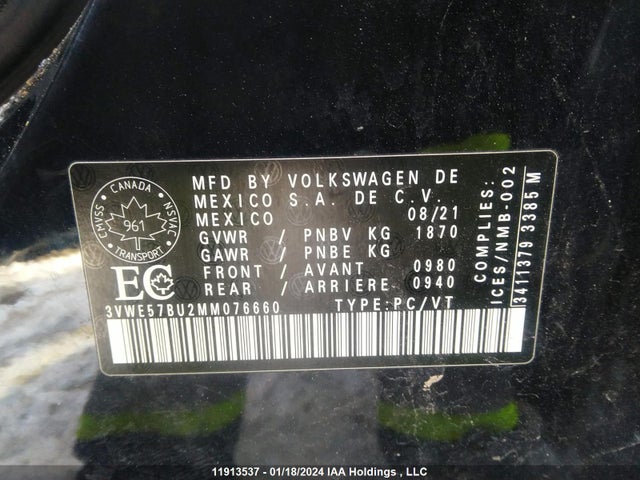 MFD BY VOLKSWAGEN DE
MEXICO S.A. DE C.V.
MEXICO 08/21
GVWR / PNBV KG 1870
GAWR / PNBE KG
FRONT / AVANT 0980
REAR / ARRIERE 0940
CANADA
CMVSS
NSVAC
961
TRANSPORT
EC
3VWE57BU2MM076660 TYPE:PC/VT
COMPLIES:
ICES/NMB-002
3411379 3385 M
11913537 - 01/18/2024 IAA Holdings , LLC